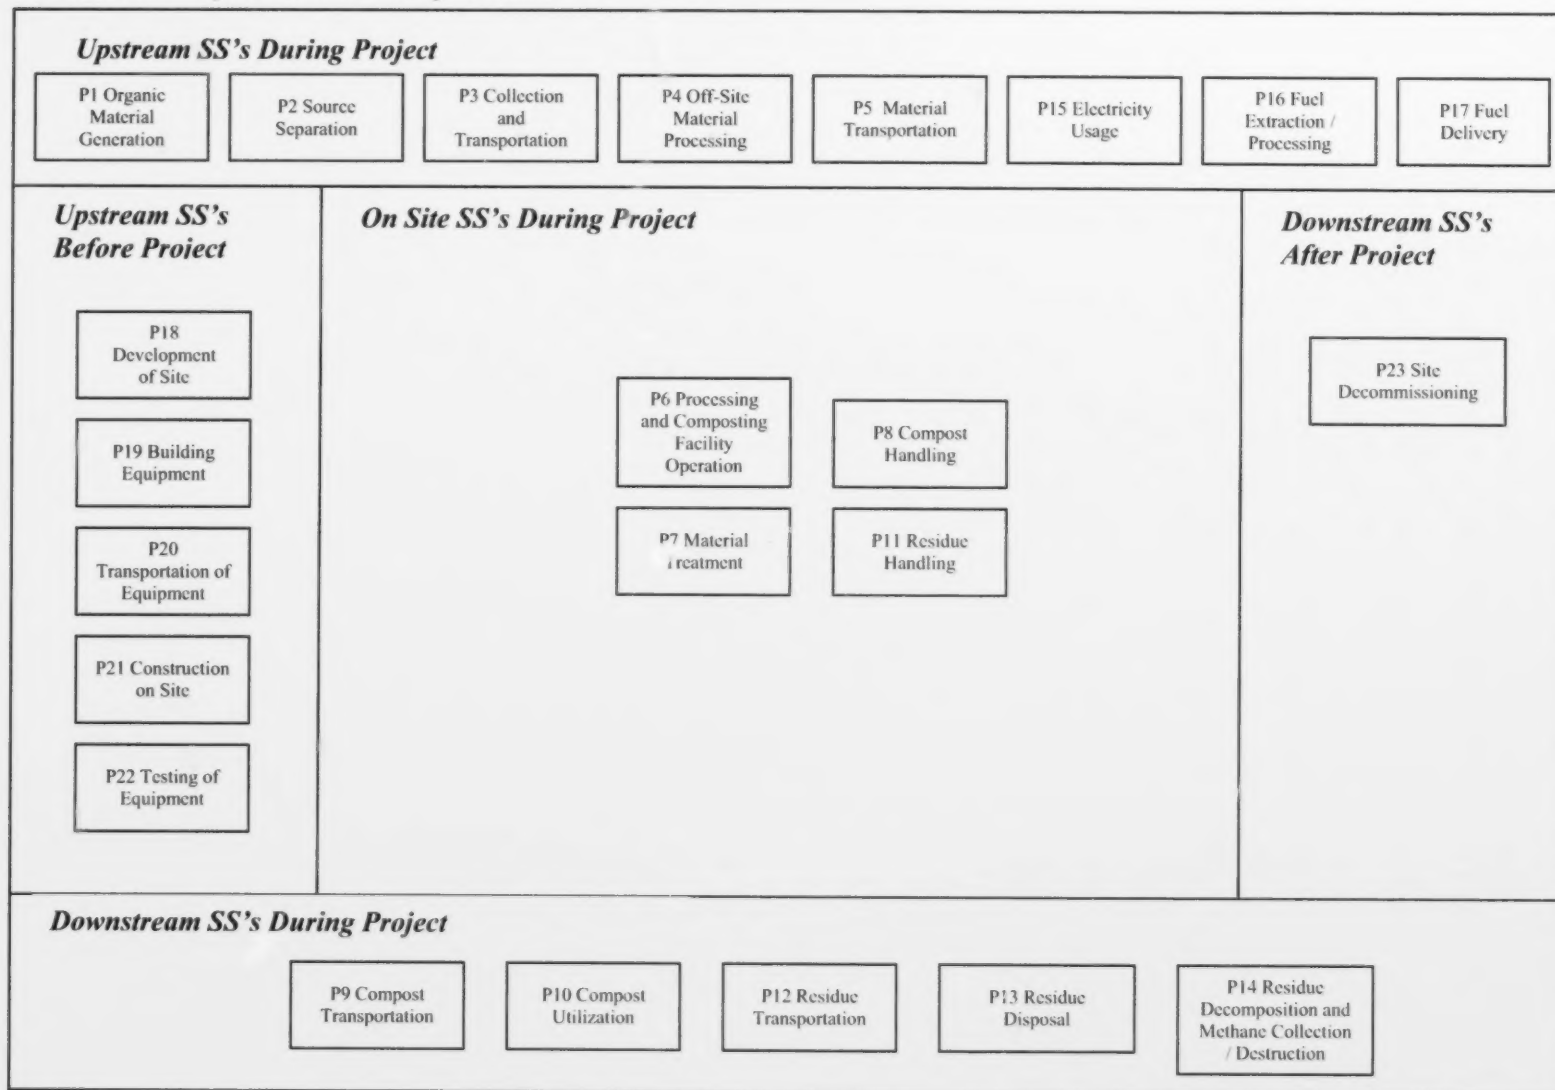 Upstream SS's During Project
P1 Organic
Material
Generation
P2 Source
Separation
P3 Collection
and
Transportation
P4 Off-Site
Material
Processing
P5 Material
Transportation
P15 Electricity
Usage
P16 Fuel
Extraction /
Processing
P17 Fuel
Delivery
Upstream SS's
Before Project
P18
Development
of Site
P19 Building
Equipment
P20
Transportation of
Equipment
P21 Construction
on Site
P22 Testing of
Equipment
On Site SS's During Project
P6 Processing
and Composting
Facility
Operation
P8 Compost
Handling
P7 Material
Treatment
P11 Residue
Handling
Downstream SS's
After Project
P23 Site
Decommissioning
Downstream SS's During Project
P9 Compost
Transportation
P10 Compost
Utilization
P12 Residue
Transportation
P13 Residue
Disposal
P14 Residue
Decomposition and
Methane Collection
/ Destruction